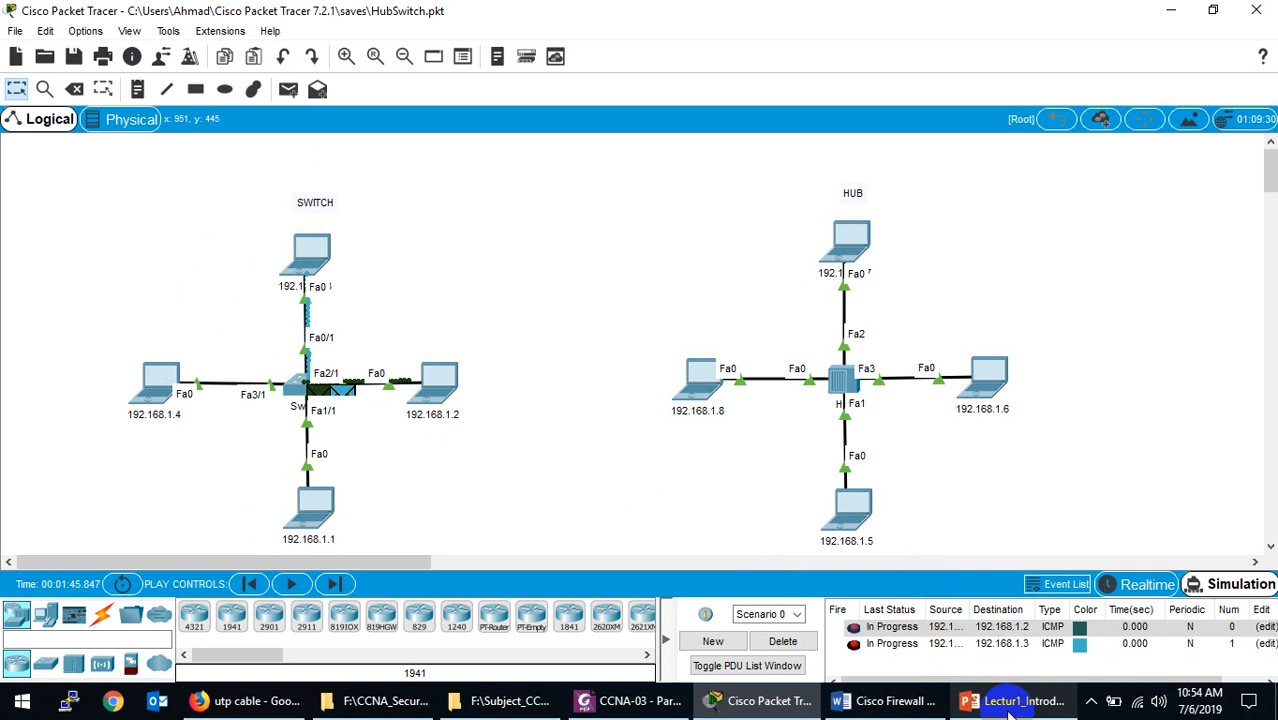 Cisco Packet Tracer - C:\Users\Ahmad\Cisco Packet Tracer 7.2.1\saves\HubSwitch.pkt
File Edit Options View Tools Extensions Help
Logical Physical x: 951, y: 445 [Root] 01:09:30
SWITCH
HUB
192.1 Fa0
Fa0/1
Fa2/1 Fa0
Fa0 Fa3/1
Sw Fa1/1
192.168.1.4 192.168.1.2
Fa0
192.168.1.1
192.1 Fa0
Fa2
Fa0 Fa0 Fa3 Fa0
H Fa1
192.168.1.8 192.168.1.6
Fa0
192.168.1.5
Time: 00:01:45.847 PLAY CONTROLS: Event List Realtime Simulation
4321 1941 2901 2911 819IOX 819HGW 829 1240 PT-Router PT-Empty 1841 2620XM 2621XM
1941
Scenario 0
New Delete
Toggle PDU List Window
Fire Last Status Source Destination Type Color Time(sec) Periodic Num Edit
In Progress 192.1... 192.168.1.2 ICMP 0.000 N 0 (edit)
In Progress 192.1... 192.168.1.3 ICMP 0.000 N 1 (edit)
utp cable - Goo... F:\CCNA_Secur... F:\Subject_CC... CCNA-03 - Par... Cisco Packet Tr... Cisco Firewall ... Lectur1_Introd...
10:54 AM
7/6/2019